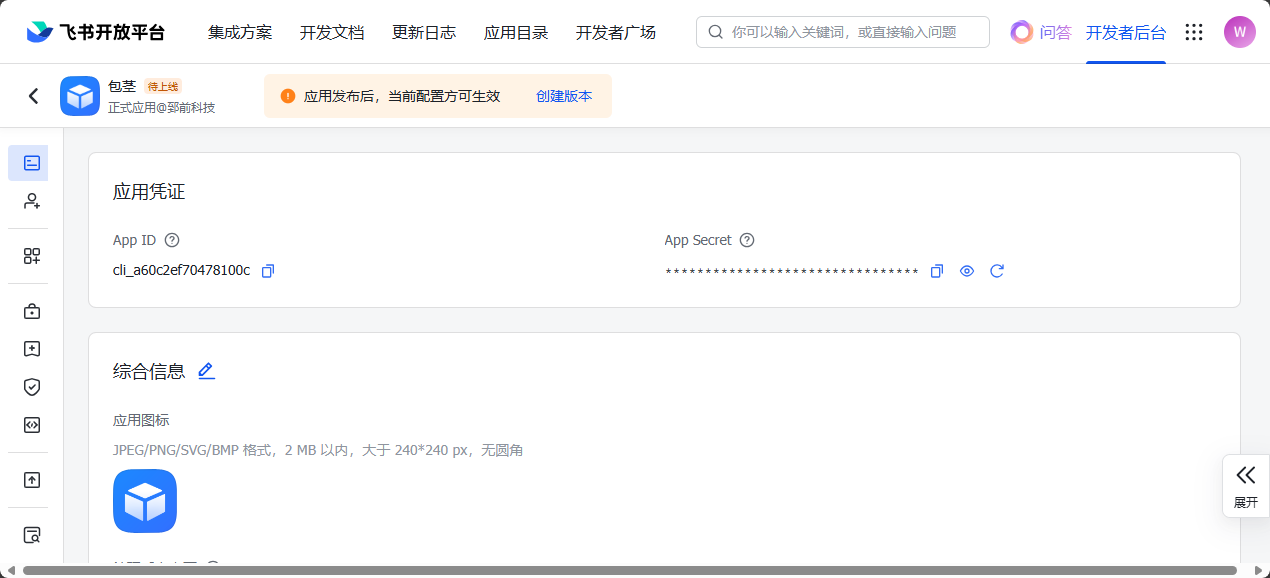 飞书开放平台 集成方案 开发文档 更新日志 应用目录 开发者广场 你可以输入关键词，或直接输入问题 问答 开发者后台 W
包茎 待上线
正式应用@郅前科技
应用发布后，当前配置方可生效 创建版本
应用凭证
App ID App Secret
cli_a60c2ef70478100c ********************************
综合信息
应用图标
JPEG/PNG/SVG/BMP 格式，2 MB 以内，大于 240*240 px，无圆角
展开